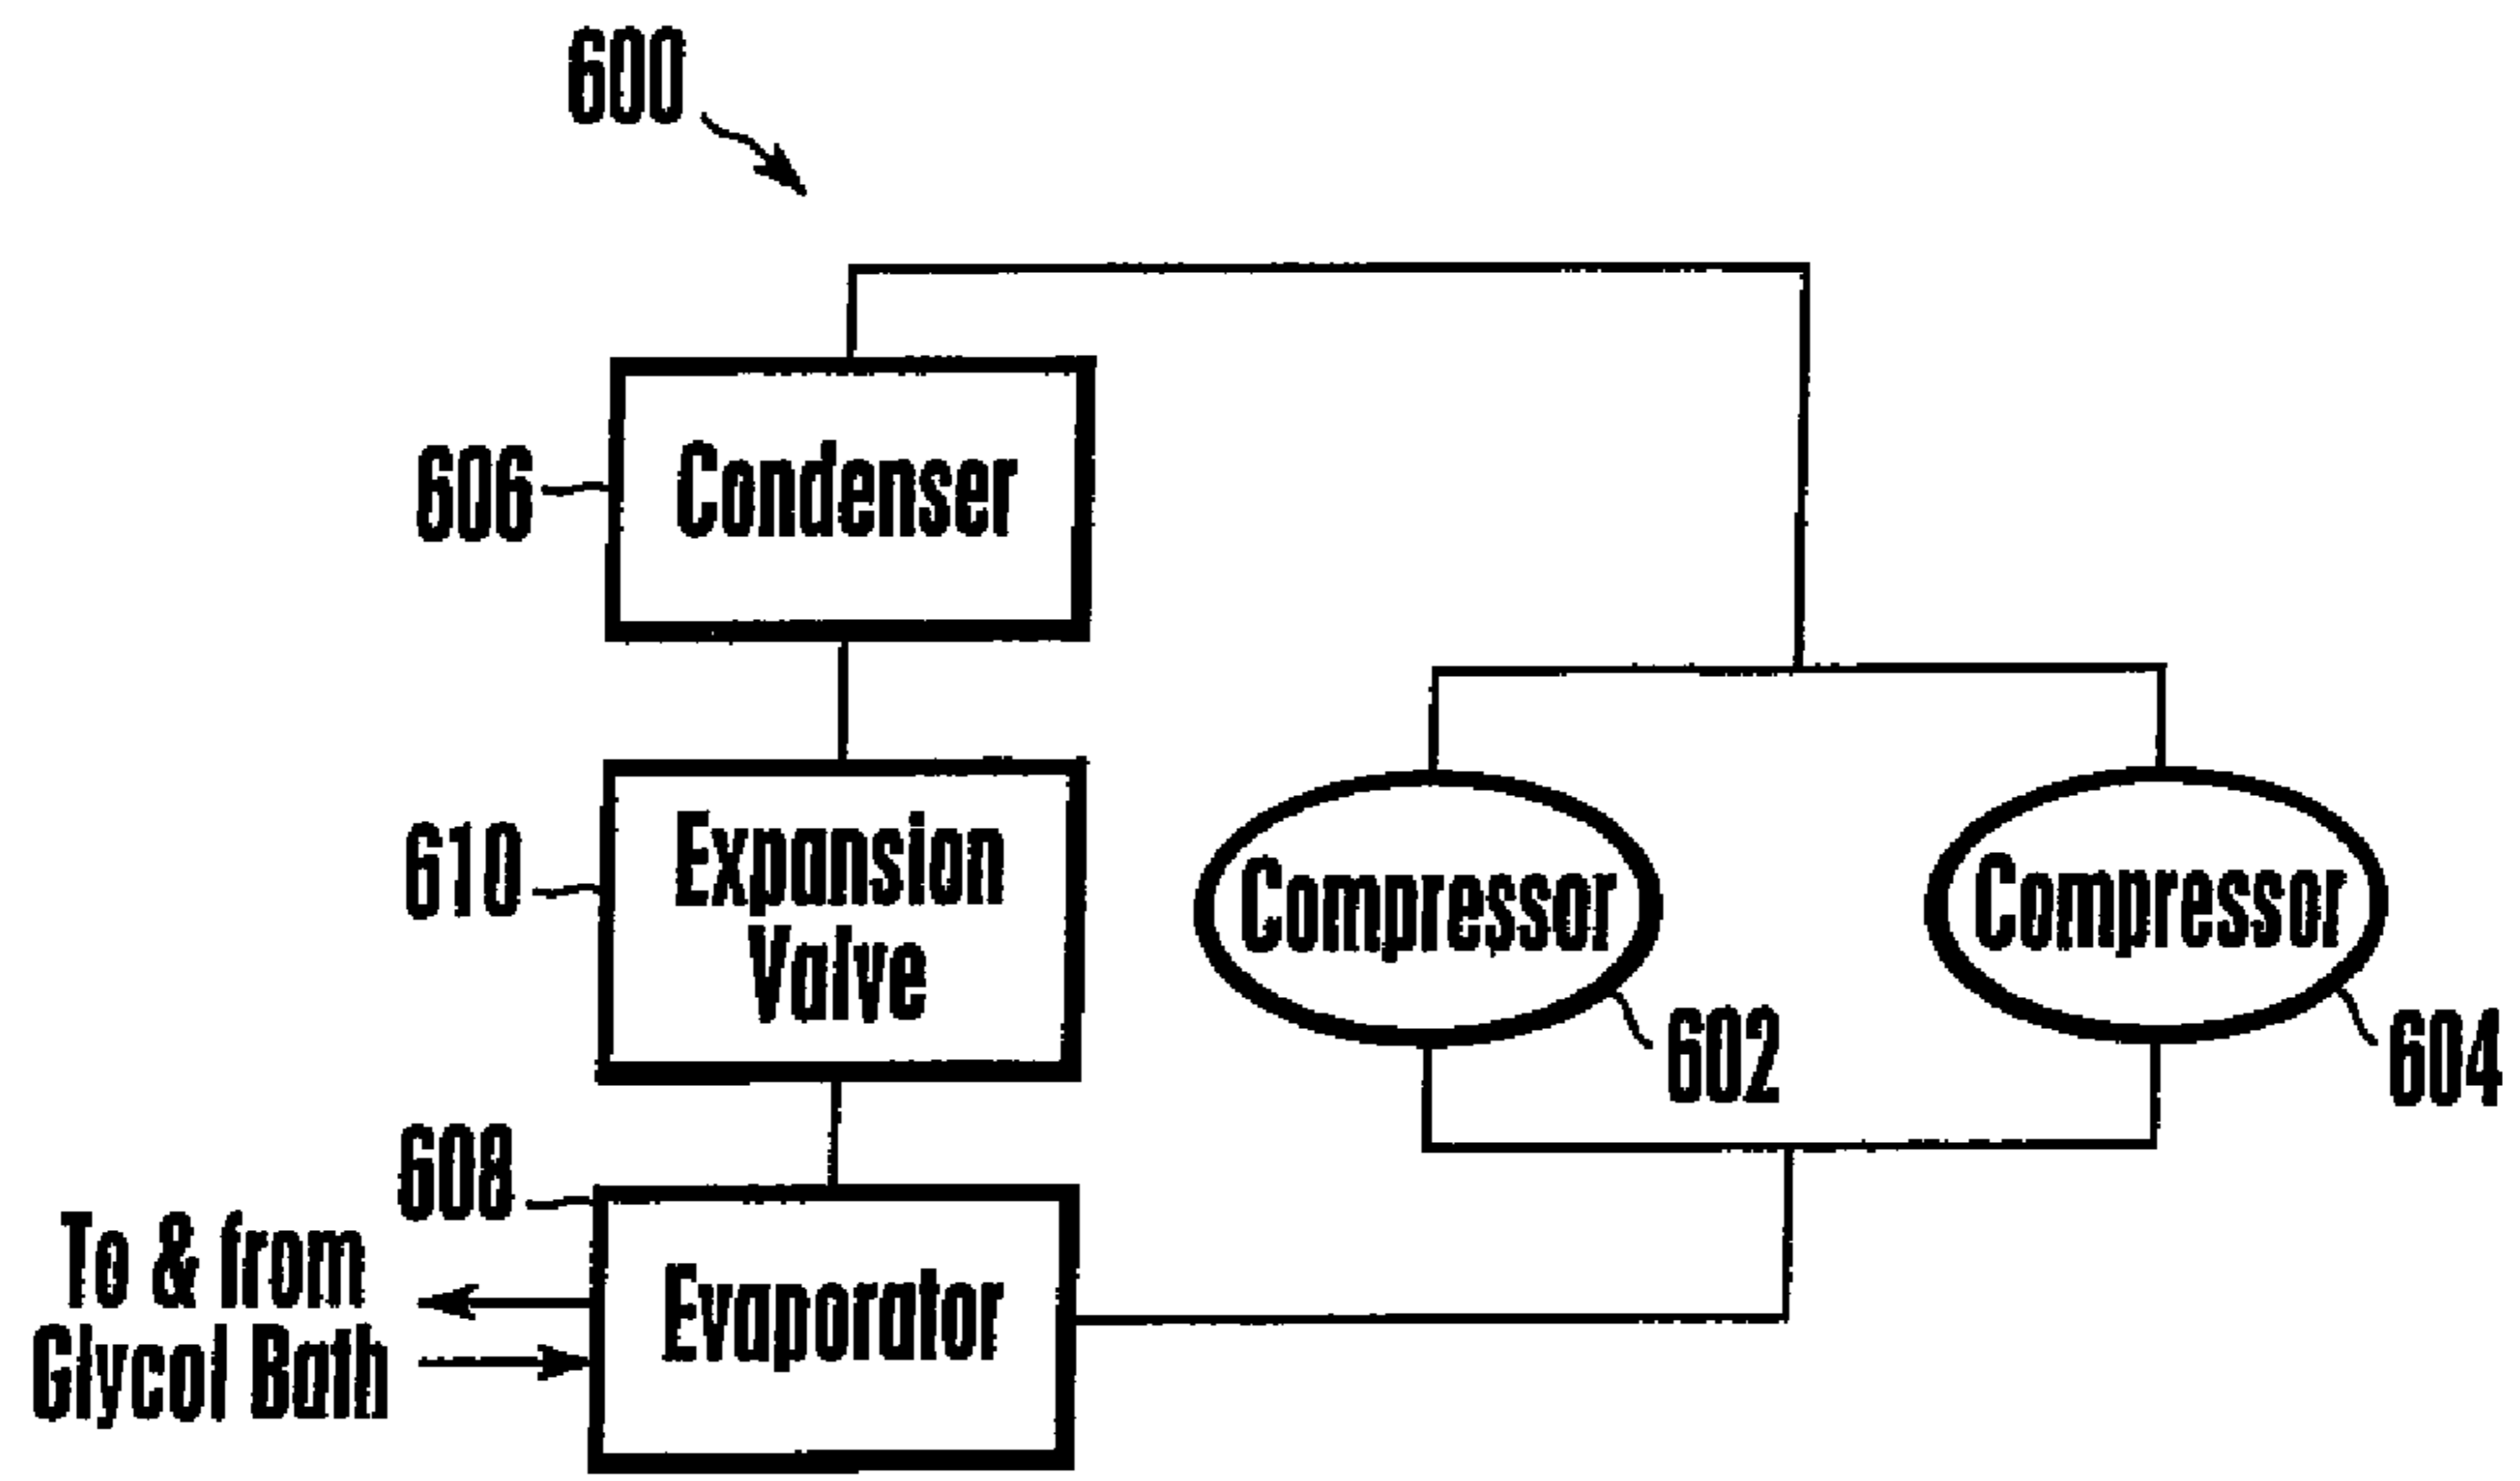 600
606
Condenser
610
Expansion
Valve
Compressor
602
Compressor
604
608
To & from
Glycol Bath
Evaporator